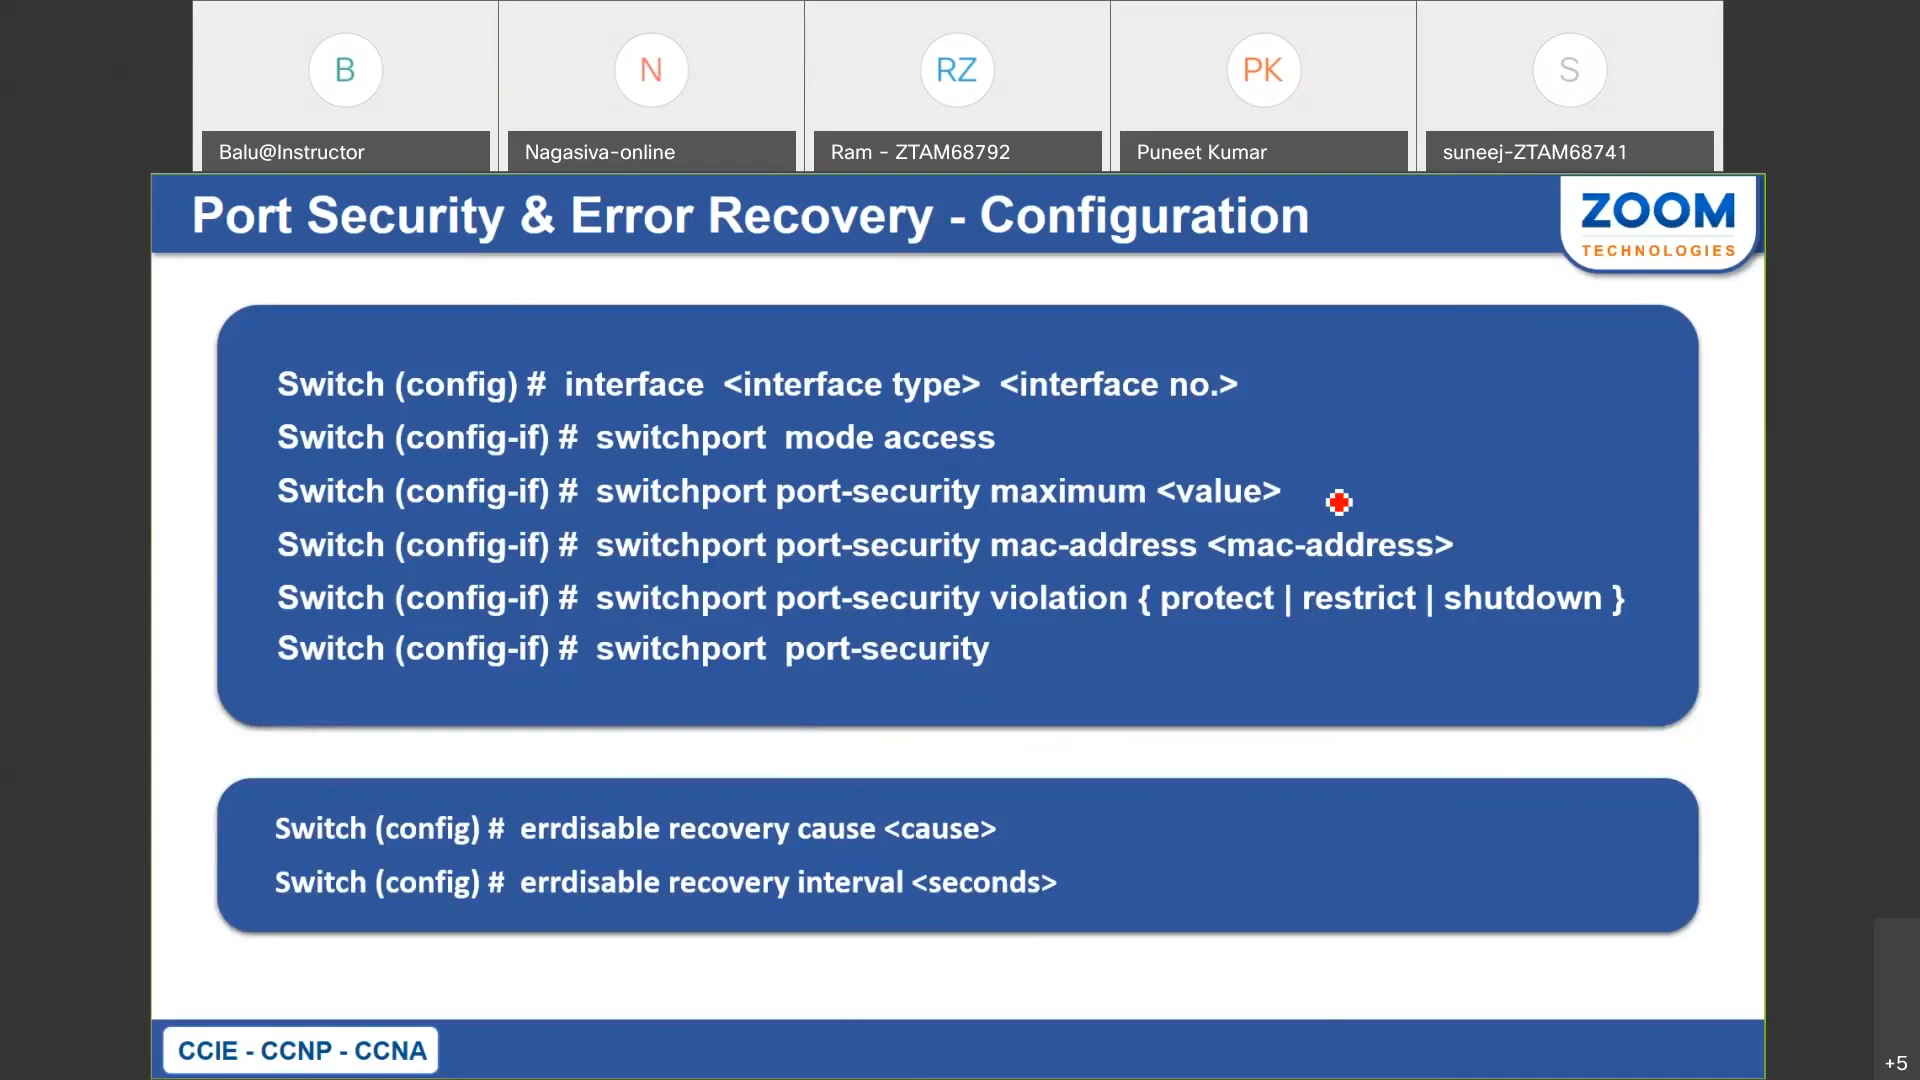 B
N
RZ
PK
S
Balu@Instructor
Nagasiva-online
Ram - ZTAM68792
Puneet Kumar
suneej-ZTAM68741
Port Security & Error Recovery - Configuration
ZOOM
TECHNOLOGIES
Switch (config) # interface <interface type> <interface no.>
Switch (config-if) # switchport mode access
Switch (config-if) # switchport port-security maximum <value>
Switch (config-if) # switchport port-security mac-address <mac-address>
Switch (config-if) # switchport port-security violation { protect | restrict | shutdown }
Switch (config-if) # switchport port-security
Switch (config) # errdisable recovery cause <cause>
Switch (config) # errdisable recovery interval <seconds>
CCIE - CCNP - CCNA
+5